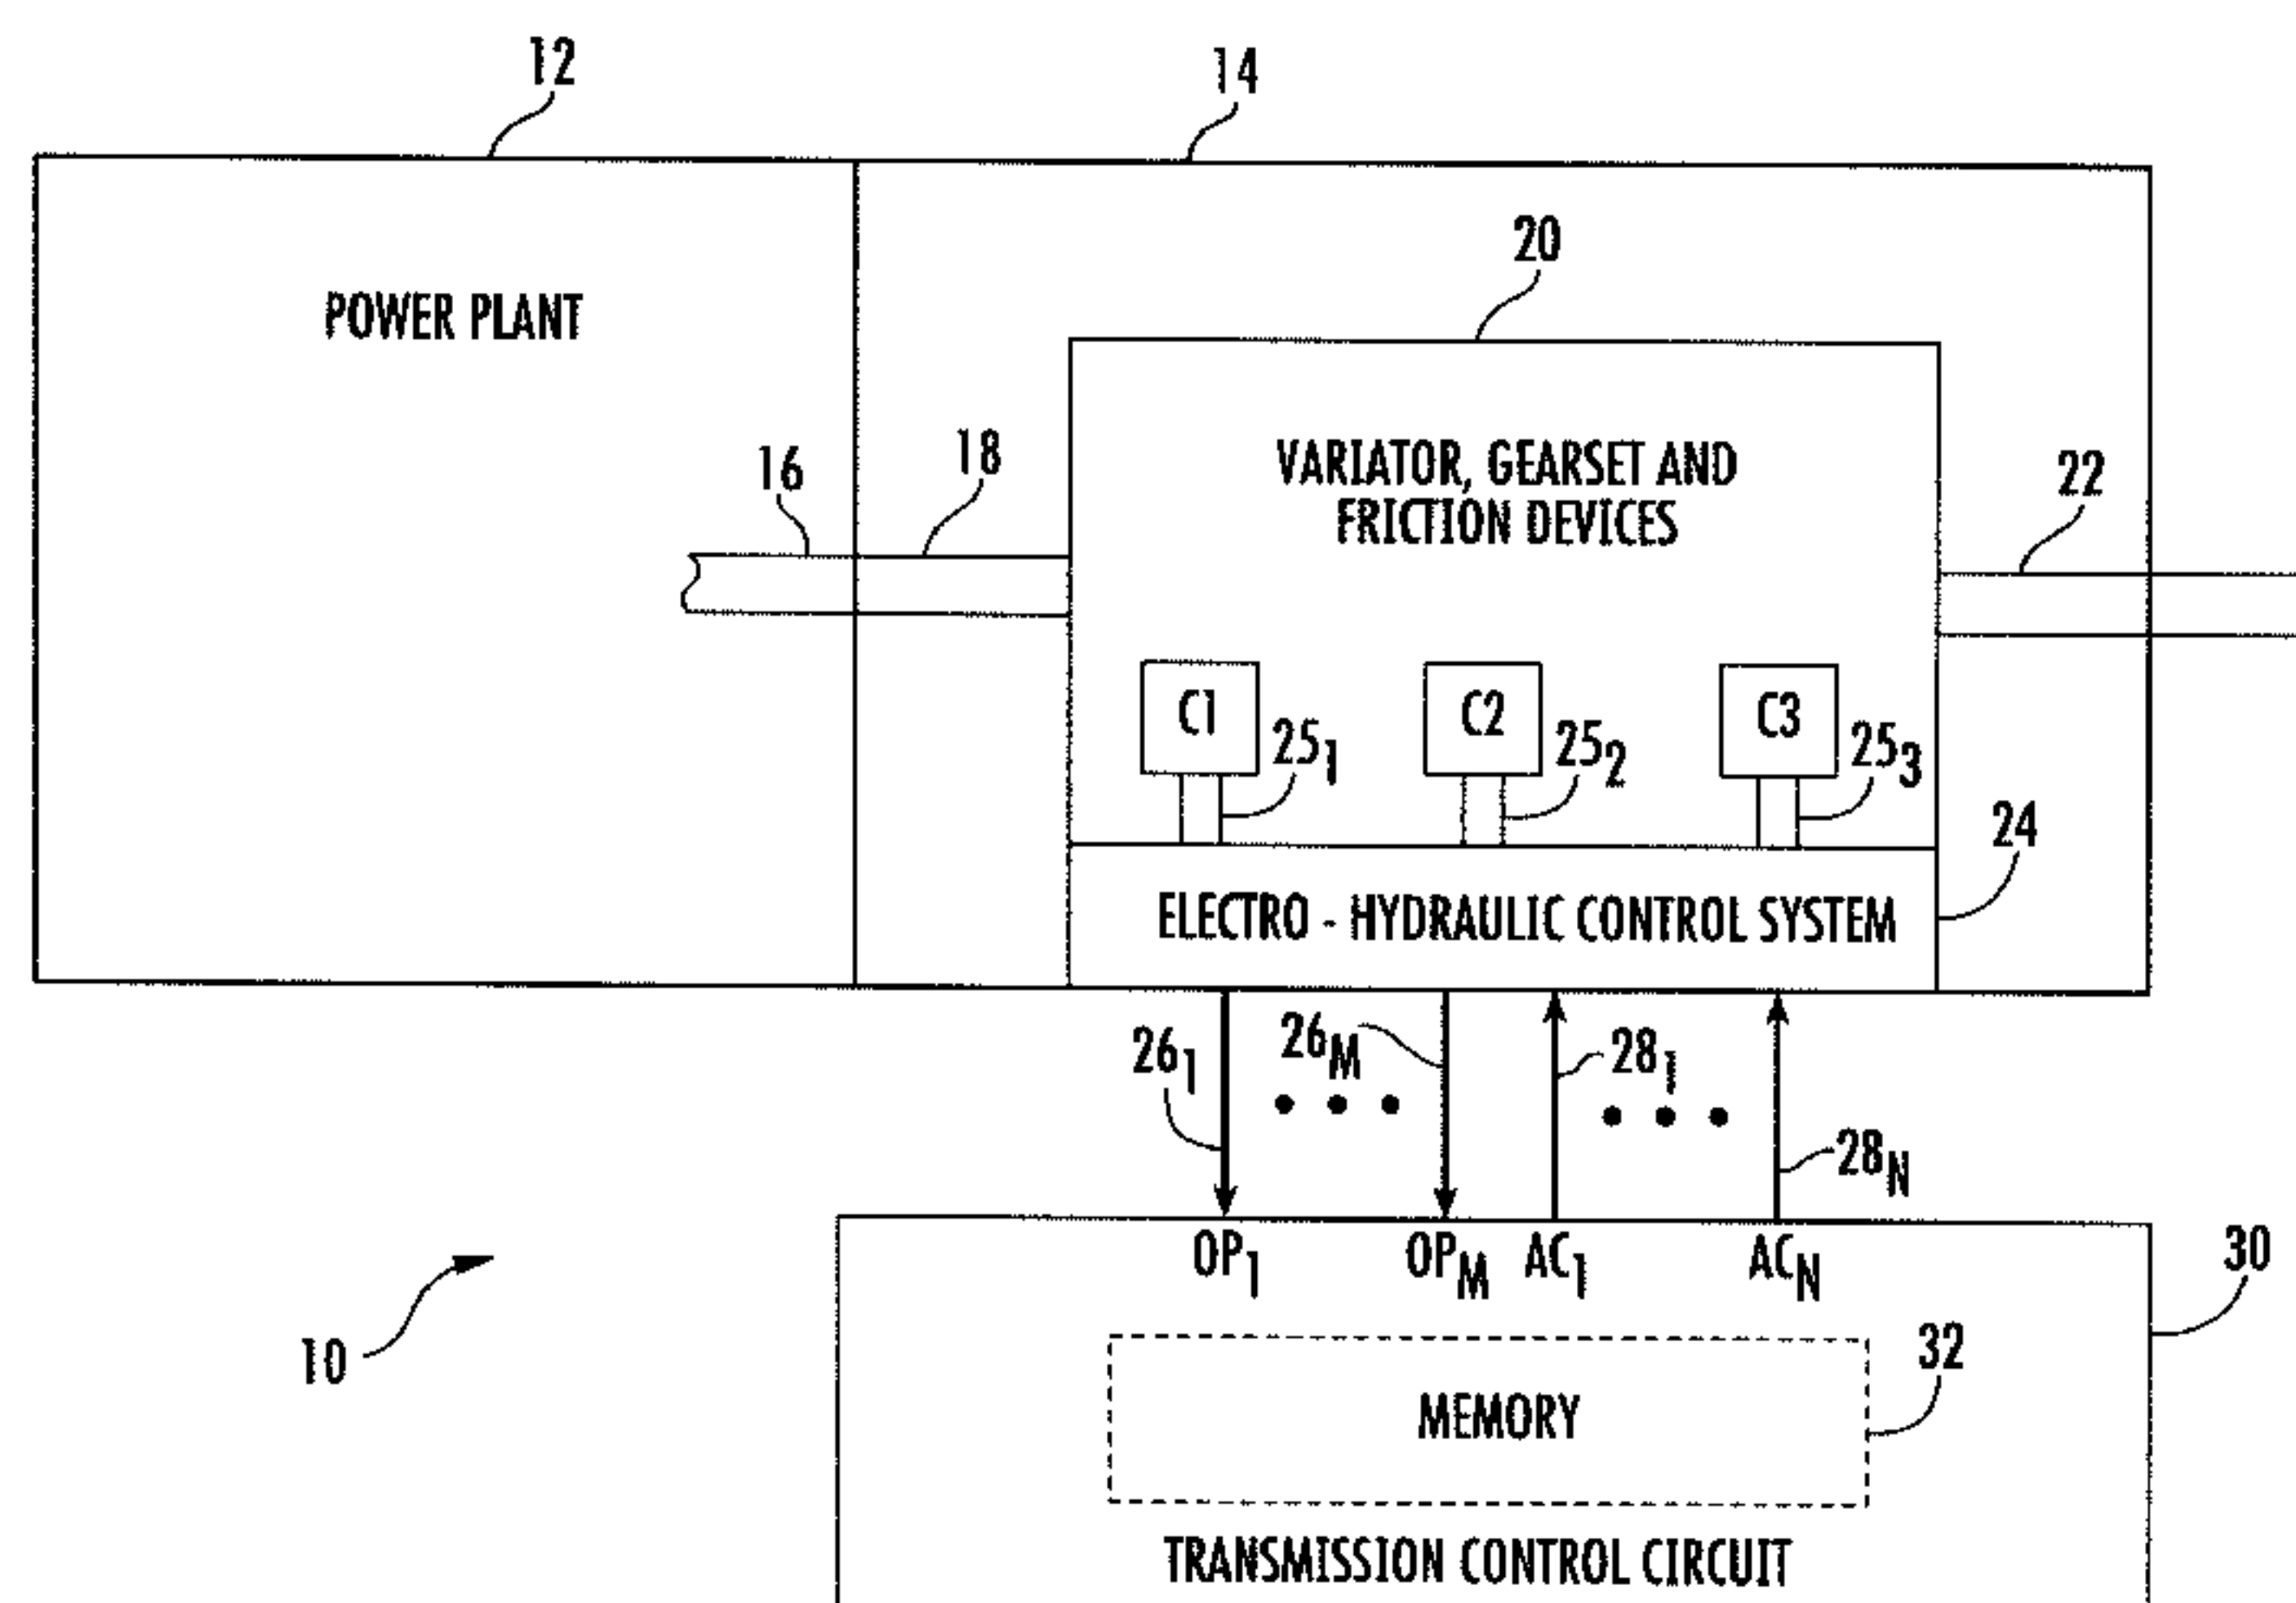 12
14
20
POWER PLANT
16
18
VARIATOR, GEARSET AND
FRICTION DEVICES
22
C1
C2
C3
25₁
25₂
25₃
24
ELECTRO - HYDRAULIC CONTROL SYSTEM
26₁
• • •
26M
28₁
• • •
28N
OP₁
OPM
AC₁
ACN
30
10
32
MEMORY
TRANSMISSION CONTROL CIRCUIT